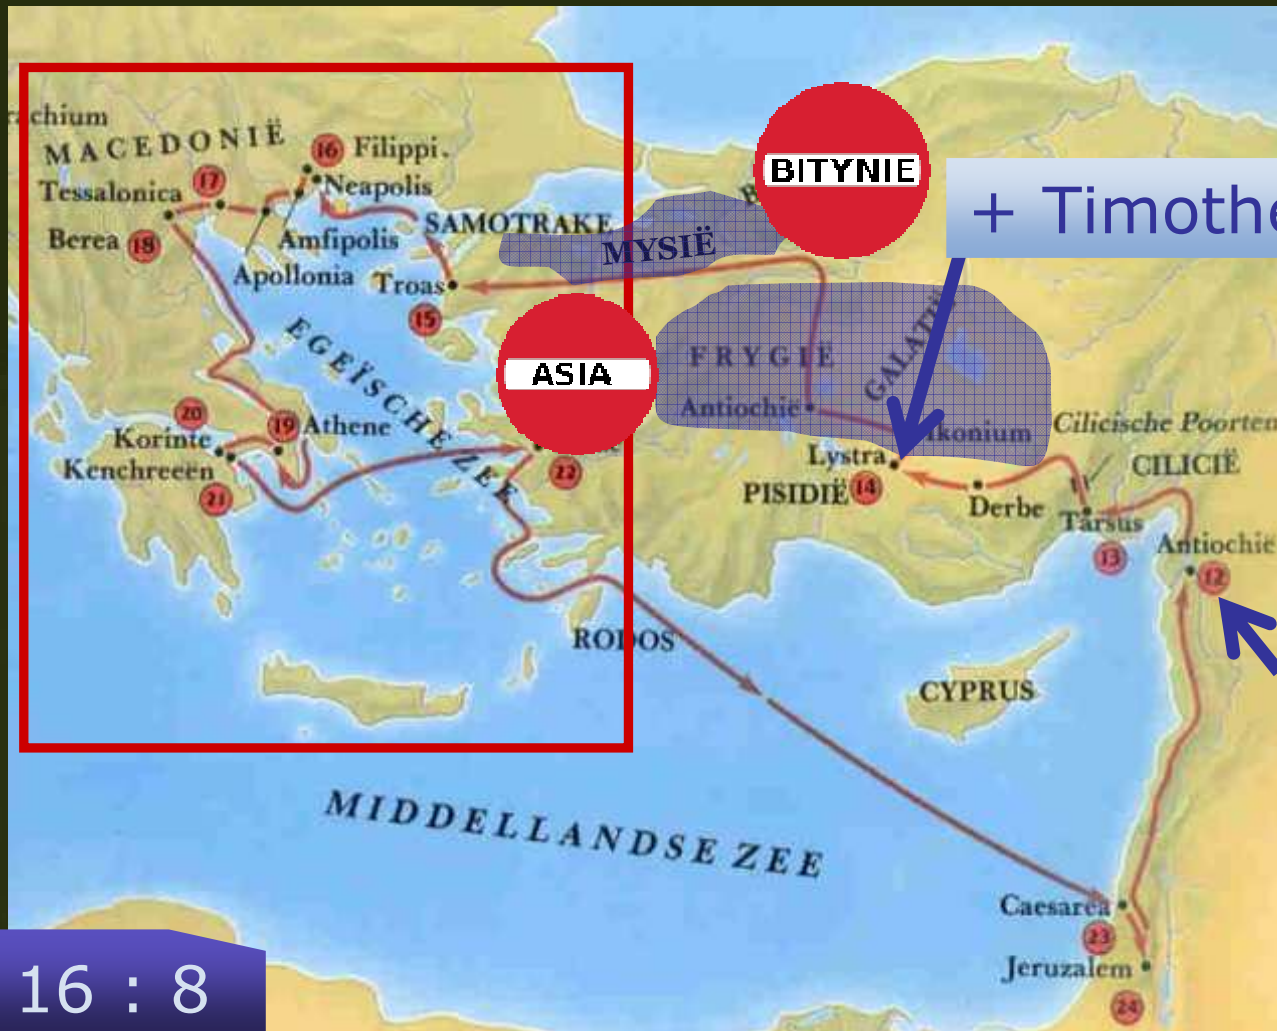 rachium
MACEDONIË
16 Filippi.
17
Neapolis
Tessalonica
SAMOTRAKE
Berea 18
Amfipolis
Apollonia
Troas
15
MYSIË
BITYNIE
+ Timothe
ASIA
EGEÏSCHE ZEE
FRYGIË
GALATIË
Antiochië
Ikonium
Cilicische Poorten
20
19 Athene
Korinte
Kenchreeën
21
22
Lystra
PISIDIË 14
Derbe
CILICIË
Tarsus
13
Antiochië
12
RODOS
CYPRUS
MIDDELLANDSE ZEE
Caesarea
23
Jeruzalem
24
16 : 8